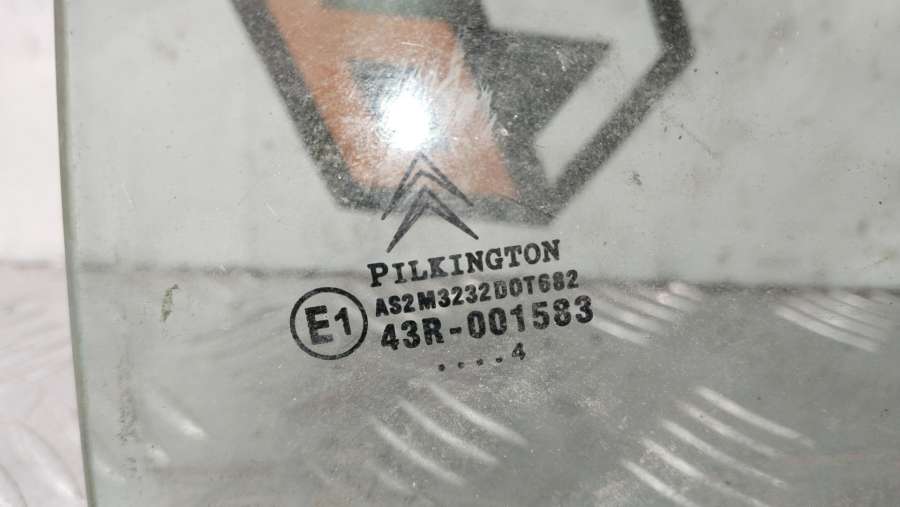 PILKINGTON
AS2M3232DOT682
E1
43R-001583
....4